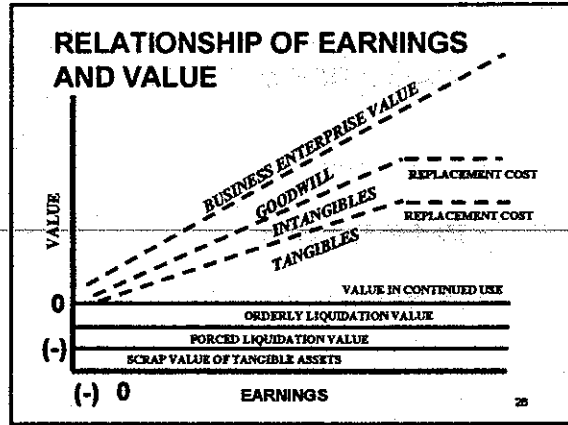 RELATIONSHIP OF EARNINGS
AND VALUE
BUSINESS ENTERPRISE VALUE
GOODWILL
REPLACEMENT COST
INTANGIBLES
REPLACEMENT COST
TANGIBLES
VALUE
VALUE IN CONTINUED USE
0
ORDERLY LIQUIDATION VALUE
FORCED LIQUIDATION VALUE
(-)
SCRAP VALUE OF TANGIBLE ASSETS
(-) 0 EARNINGS